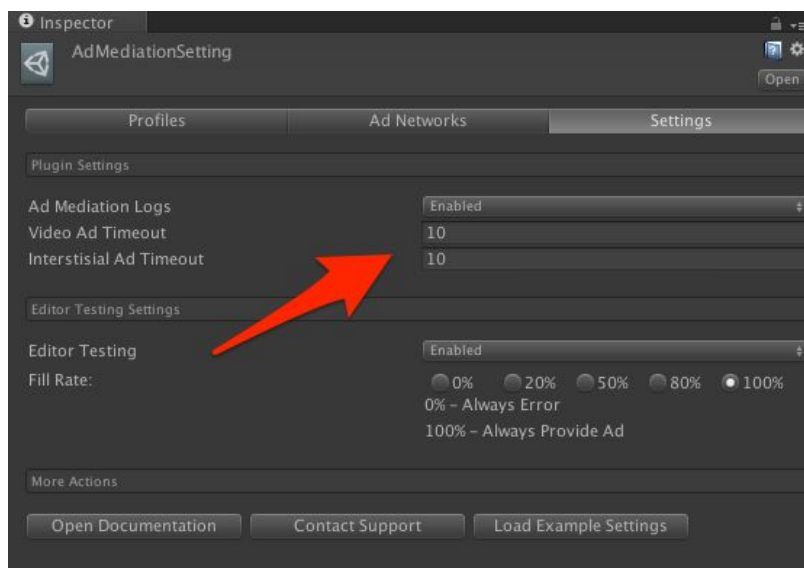 Inspector
AdMediationSetting
Open
Profiles Ad Networks Settings
Plugin Settings
Ad Mediation Logs Enabled
Video Ad Timeout 10
Interstisial Ad Timeout 10
Editor Testing Settings
Editor Testing Enabled
Fill Rate: 0% 20% 50% 80% 100%
0% – Always Error
100% – Always Provide Ad
More Actions
Open Documentation Contact Support Load Example Settings